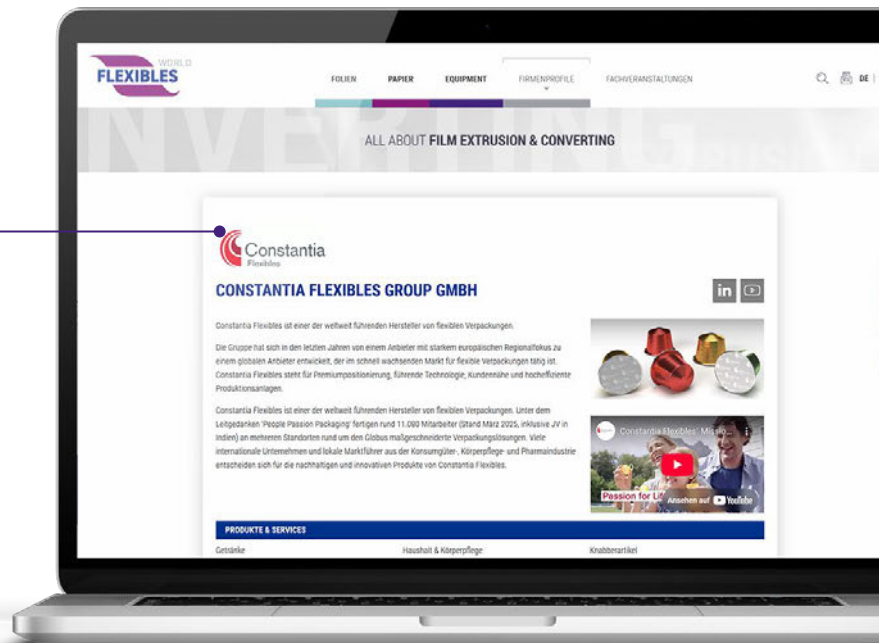 WORLD
FLEXIBLES
FOLIEN PAPIER EQUIPMENT FIRMENPROFILE FACHVERANSTALTUNGEN DE |
NVERTING
ALL ABOUT FILM EXTRUSION & CONVERTING
Constantia
Flexibles
CONSTANTIA FLEXIBLES GROUP GMBH
in
Constantia Flexibles ist einer der weltweit führenden Hersteller von flexiblen Verpackungen.
Die Gruppe hat sich in den letzten Jahren von einem Anbieter mit starkem europäischen Regionalfokus zu
einem globalen Anbieter entwickelt, der im schnell wachsenden Markt für flexible Verpackungen tätig ist.
Constantia Flexibles steht für Premiumpositionierung, führende Technologie, Kundennähe und hocheffiziente
Produktionsanlagen.
Constantia Flexibles ist einer der weltweit führenden Hersteller von flexiblen Verpackungen. Unter dem
Leitgedanken 'People Passion Packaging' fertigen rund 11.090 Mitarbeiter (Stand März 2025, inklusive JV in
Indien) an mehreren Standorten rund um den Globus maßgeschneiderte Verpackungslösungen. Viele
internationale Unternehmen und lokale Marktführer aus der Konsumgüter-, Körperpflege- und Pharmaindustrie
entscheiden sich für die nachhaltigen und innovativen Produkte von Constantia Flexibles.
Constantia Flexibles' Missio...
Passion for Lif
Ansehen auf YouTube
PRODUKTE & SERVICES
Getränke Haushalt & Körperpflege Knabberartikel